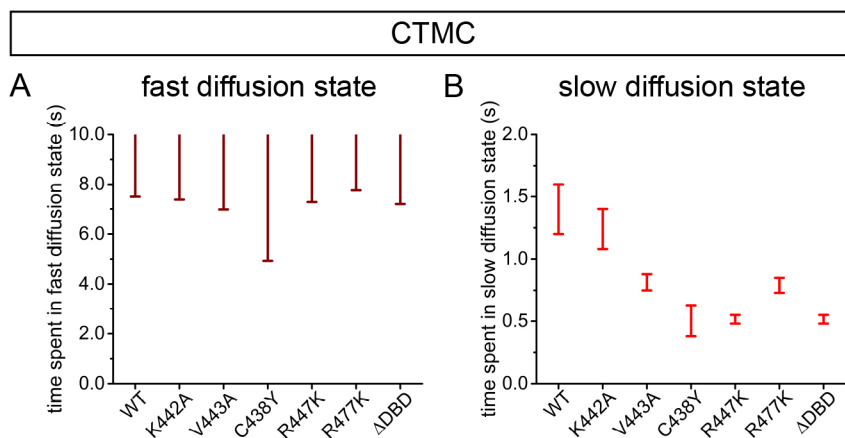 CTMC
A
fast diffusion state
time spent in fast diffusion state (s)
10.0
8.0
6.0
4.0
2.0
0.0
WT
K442A
V443A
C438Y
R447K
R477K
ΔDBD
B
slow diffusion state
time spent in slow diffusion state (s)
2.0
1.5
1.0
0.5
0.0
WT
K442A
V443A
C438Y
R447K
R477K
ΔDBD